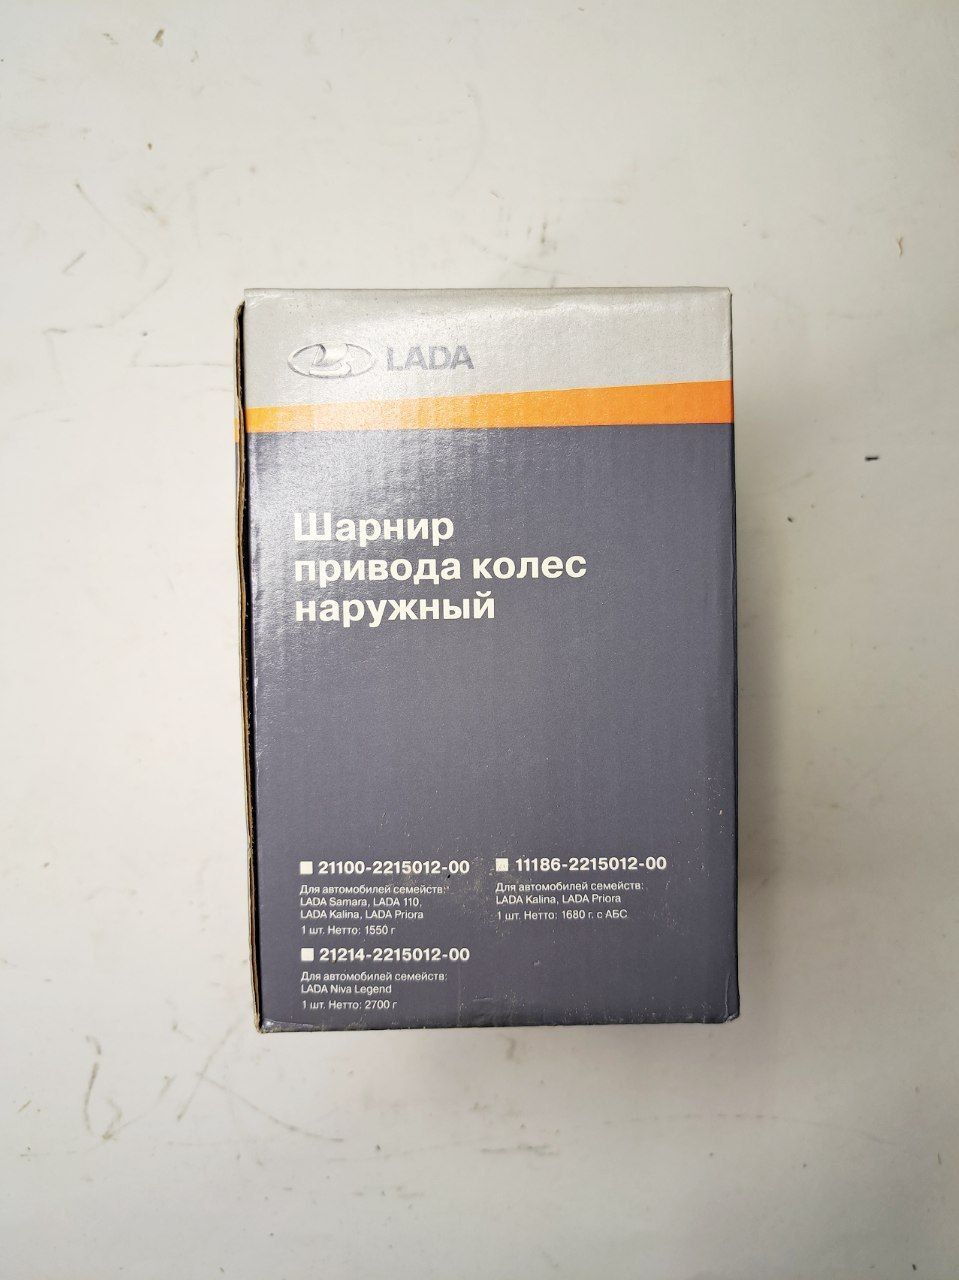 LADA
Шарнир
привода колес
наружный
21100-2215012-00
Для автомобилей семейств:
LADA Samara, LADA 110,
LADA Kalina, LADA Priora
1 шт. Нетто: 1550 г
11186-2215012-00
Для автомобилей семейств:
LADA Kalina, LADA Priora
1 шт. Нетто: 1680 г. с АБС
21214-2215012-00
Для автомобилей семейств:
LADA Niva Legend
1 шт. Нетто: 2700 г